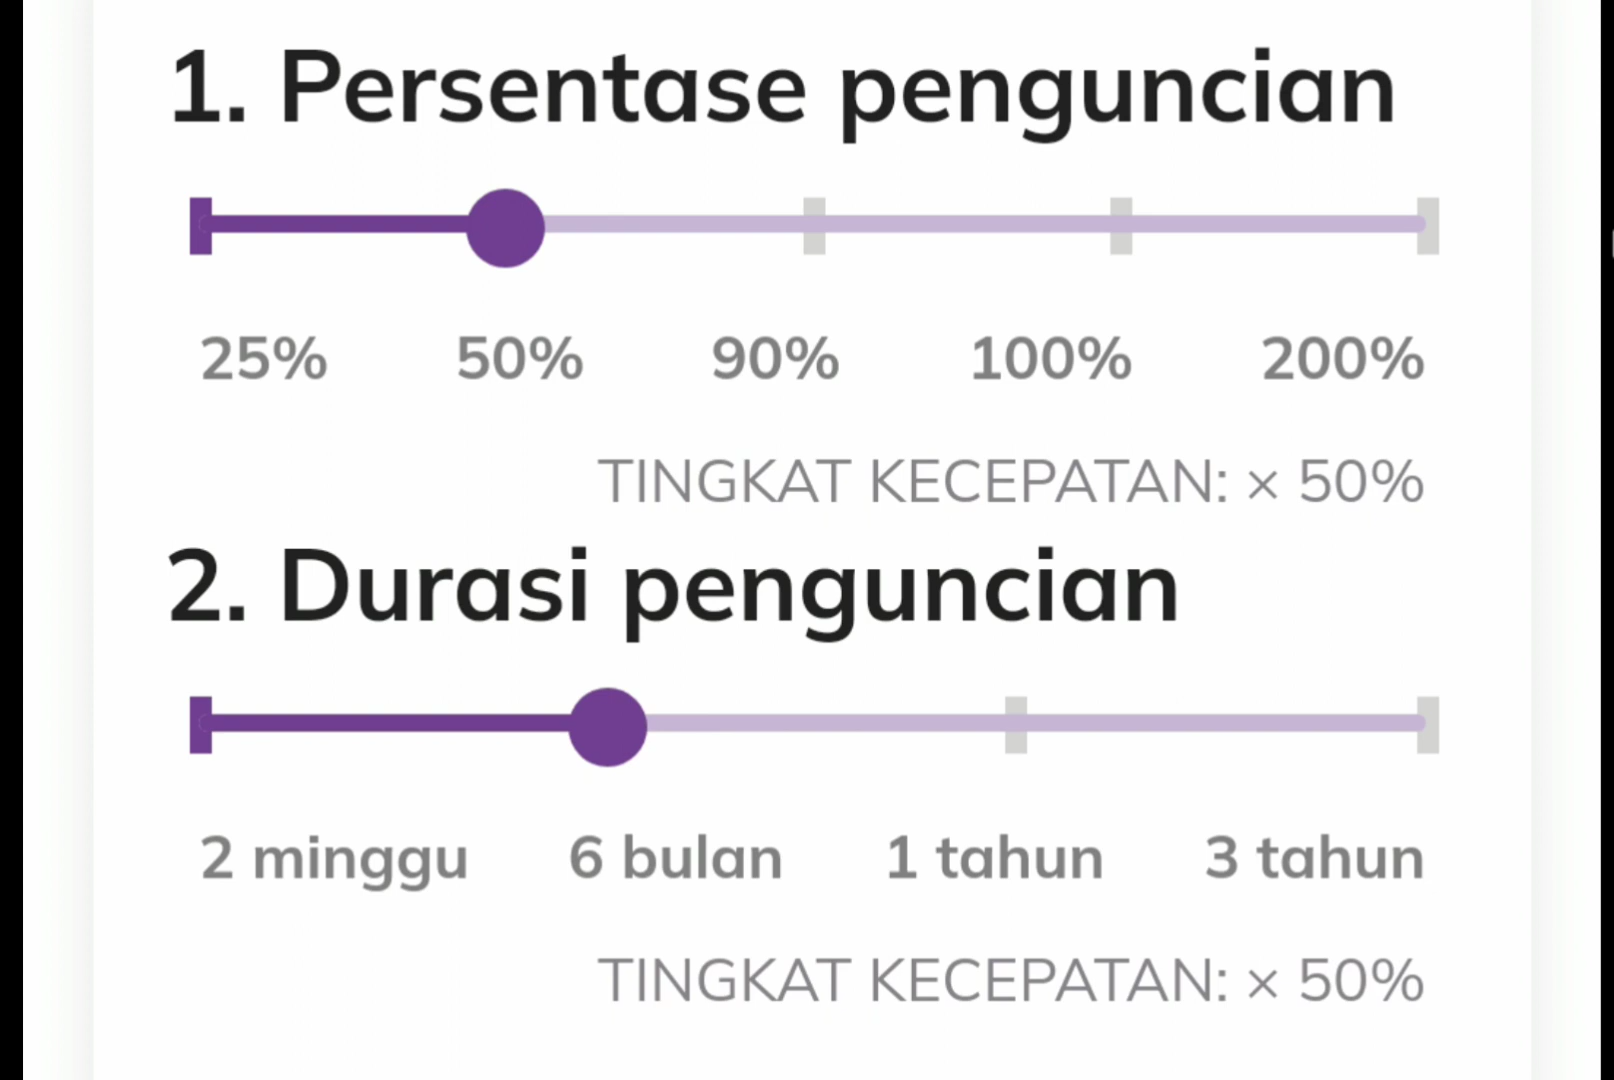 1. Persentase penguncian
25% 50% 90% 100% 200%
TINGKAT KECEPATAN: × 50%
2. Durasi penguncian
2 minggu 6 bulan 1 tahun 3 tahun
TINGKAT KECEPATAN: × 50%